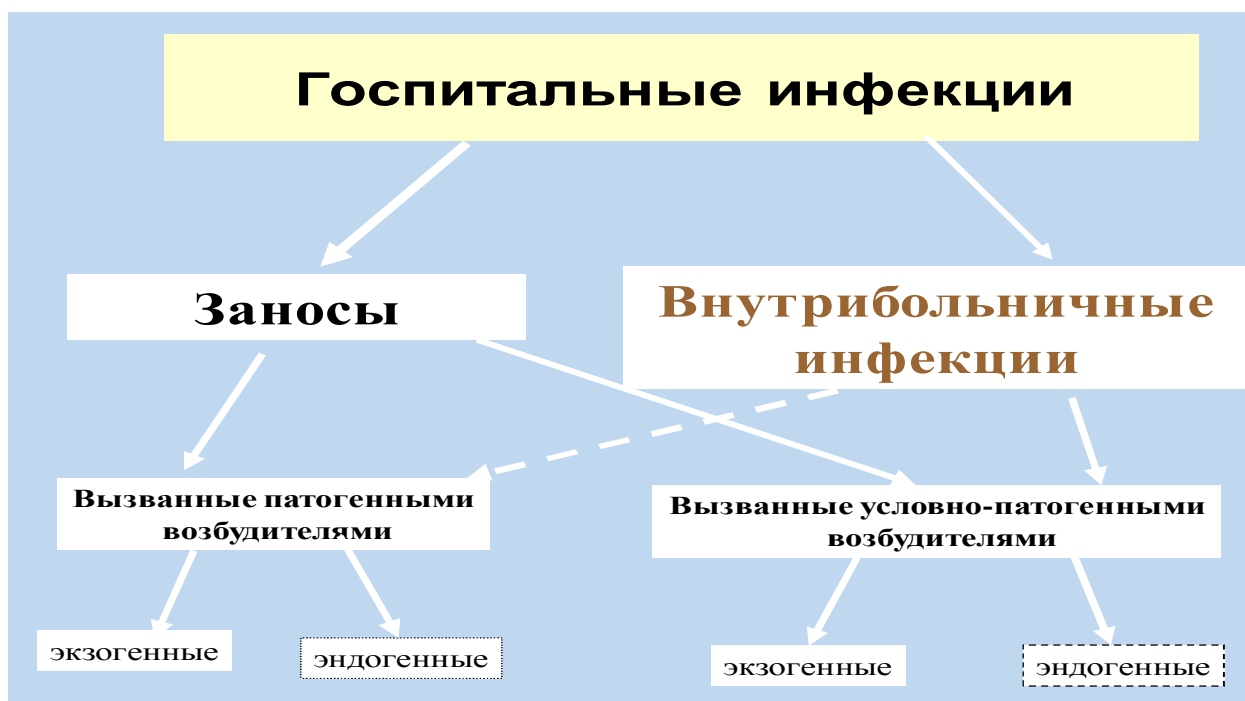 Госпитальные инфекции
Заносы
Внутрибольничные
инфекции
Вызванные патогенными
возбудителями
Вызванные условно-патогенными
возбудителями
экзогенные
эндогенные
экзогенные
эндогенные